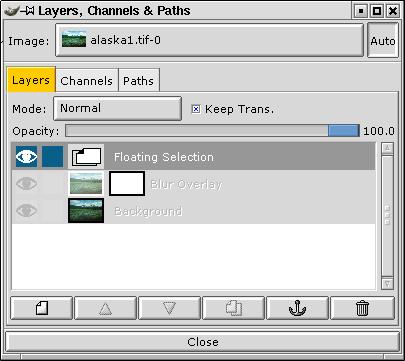 Layers, Channels & Paths
Image: alaska1.tif-0 Auto
Layers Channels Paths
Mode: Normal Keep Trans.
Opacity: 100.0
Floating Selection
Blur Overlay
Background
Close